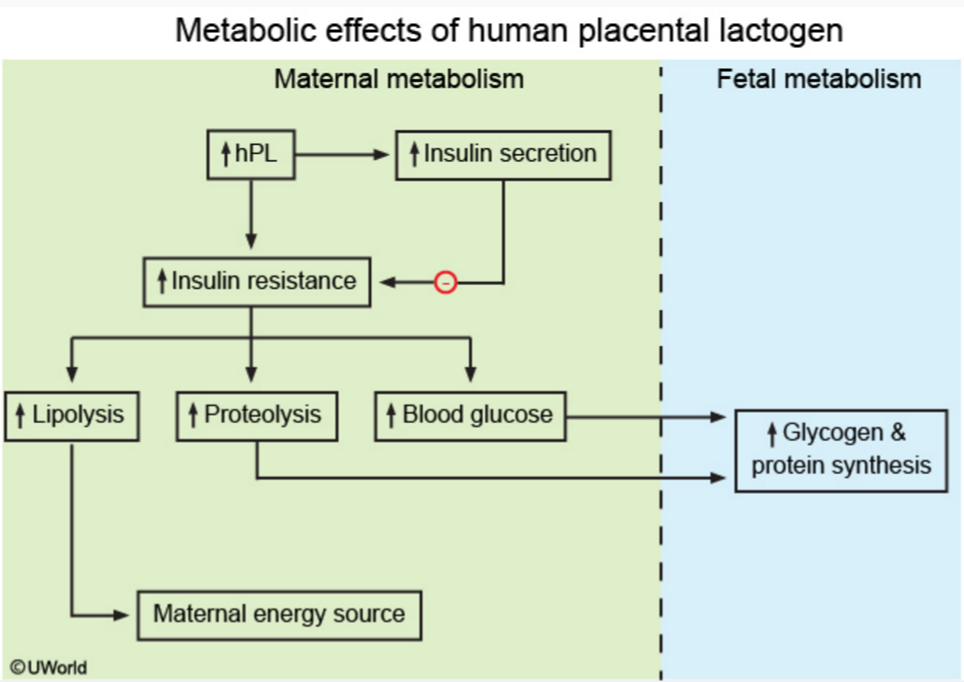 Metabolic effects of human placental lactogen
Maternal metabolism
Fetal metabolism
↑hPL
↑Insulin secretion
↑Insulin resistance
-
↑Lipolysis
↑Proteolysis
↑Blood glucose
↑Glycogen &
protein synthesis
Maternal energy source
©UWorld